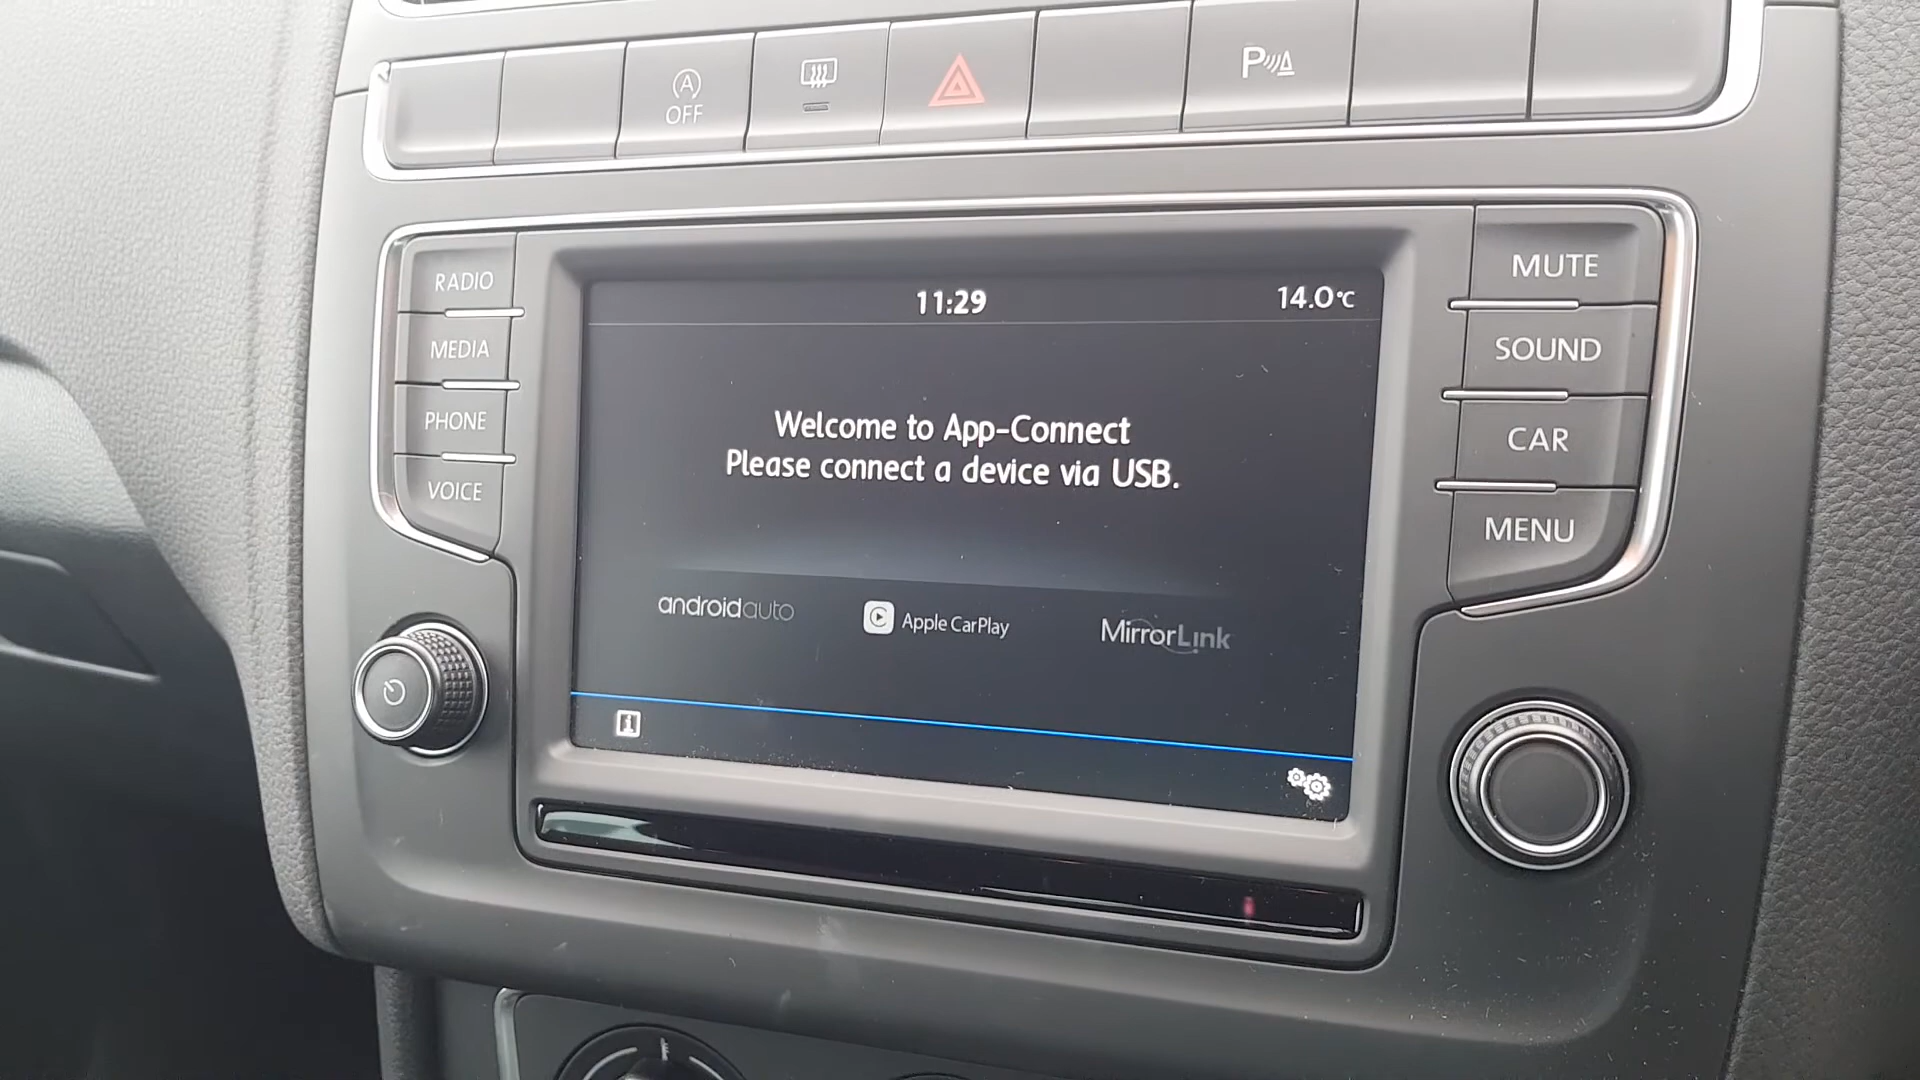 A
OFF
P
RADIO
MEDIA
PHONE
VOICE
11:29
14.0°C
Welcome to App-Connect
Please connect a device via USB.
androidauto
Apple CarPlay
MirrorLink
i
MUTE
SOUND
CAR
MENU